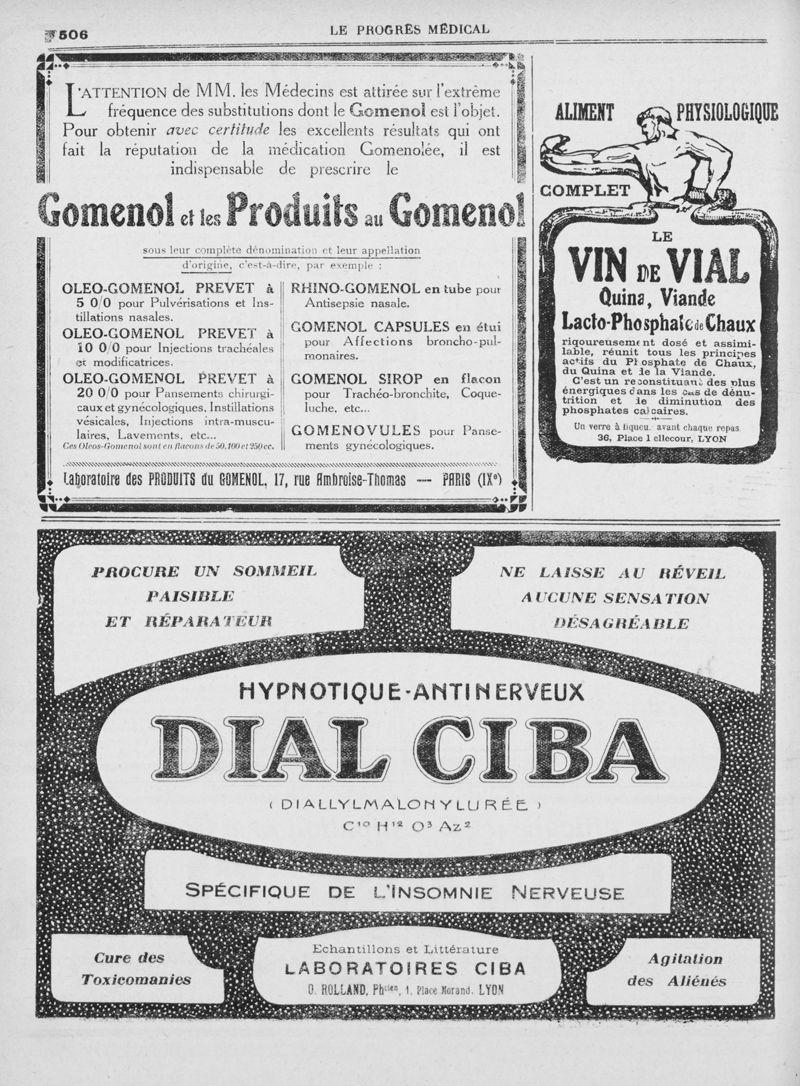 506
LE PROGRÈS MÉDICAL
L'ATTENTION de MM. les Médecins est attirée sur l'extrême
fréquence des substitutions dont le Gomenol est l'objet.
Pour obtenir avec certitude les excellents résultats qui ont
fait la réputation de la médication Gomenolée, il est
indispensable de prescrire le
Gomenol et les Produits au Gomenol
sous leur complète dénomination et leur appellation
d'origine, c'est-à-dire, par exemple :
OLEO-GOMENOL PREVET à
5 0/0 pour Pulvérisations et Ins-
tillations nasales.
OLEO-GOMENOL PREVET à
10 0/0 pour Injections trachéales
et modificatrices.
OLEO-GOMENOL PREVET à
20 0/0 pour Pansements chirurgi-
caux et gynécologiques, Instillations
vésicales, Injections intra-muscu-
laires, Lavements, etc...
Ces Oleos-Gomenol sont en flacons de 50, 100 et 250 cc.
RHINO-GOMENOL en tube pour
Antisepsie nasale.
GOMENOL CAPSULES en étui
pour Affections broncho-pul-
monaires.
GOMENOL SIROP en flacon
pour Trachéo-bronchite, Coque-
luche, etc...
GOMENOVULES pour Panse-
ments gynécologiques.
Laboratoire des PRODUITS du GOMENOL, 17, rue Ambroise-Thomas — PARIS (IXe)
ALIMENT PHYSIOLOGIQUE
COMPLET
LE
VIN DE VIAL
Quina, Viande
Lacto-Phosphate de Chaux
rigoureusement dosé et assimi-
lable, réunit tous les principes
actifs du Phosphate de Chaux,
du Quina et de la Viande.
C'est un reconstituant des plus
énergiques dans les cas de dénu-
trition et de diminution des
phosphates calcaires.
Un verre à liqueur avant chaque repas
36, Place Bellecour, LYON
PROCURE UN SOMMEIL
PAISIBLE
ET RÉPARATEUR
NE LAISSE AU RÉVEIL
AUCUNE SENSATION
DÉSAGRÉABLE
HYPNOTIQUE-ANTINERVEUX
DIAL CIBA
(DIALLYLMALONYLURÉE)
C¹⁰ H¹² O³ Az²
SPÉCIFIQUE DE L'INSOMNIE NERVEUSE
Cure des
Toxicomanies
Echantillons et Littérature
LABORATOIRES CIBA
O. ROLLAND, Phcien, 1, Place Morand. LYON
Agitation
des Aliénés